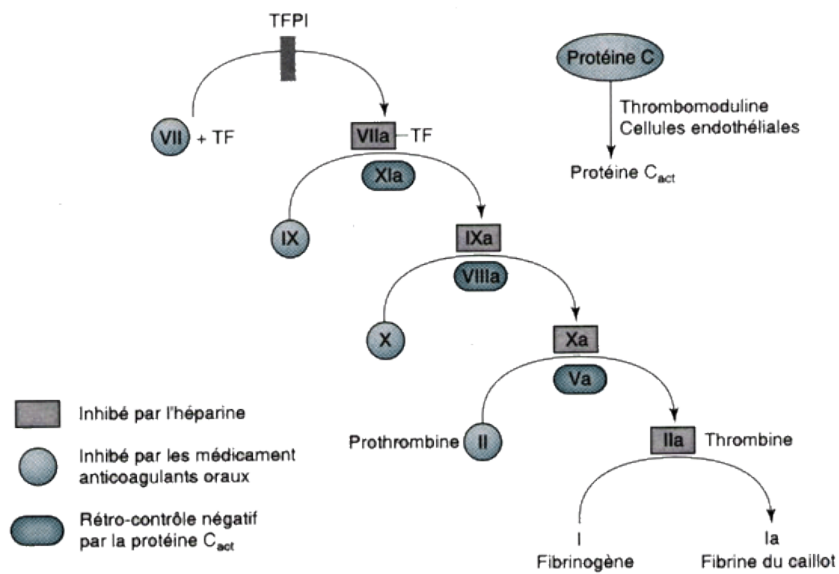 TFPI
Protéine C
Thrombomoduline
Cellules endothéliales
Protéine Cact
VII + TF
VIIa TF
XIa
IX
IXa
VIIIa
X
Xa
Va
Prothrombine II
IIa Thrombine
I
Fibrinogène
Ia
Fibrine du caillot
Inhibé par l'héparine
Inhibé par les médicament
anticoagulants oraux
Rétro-contrôle négatif
par la protéine Cact